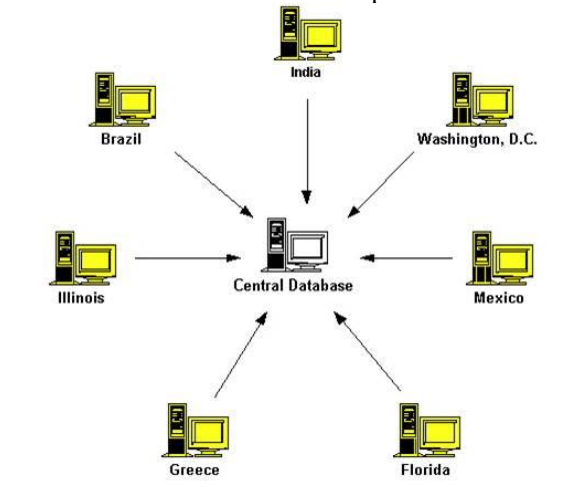 India
Brazil
Washington, D.C.
Central Database
Illinois
Mexico
Greece
Florida